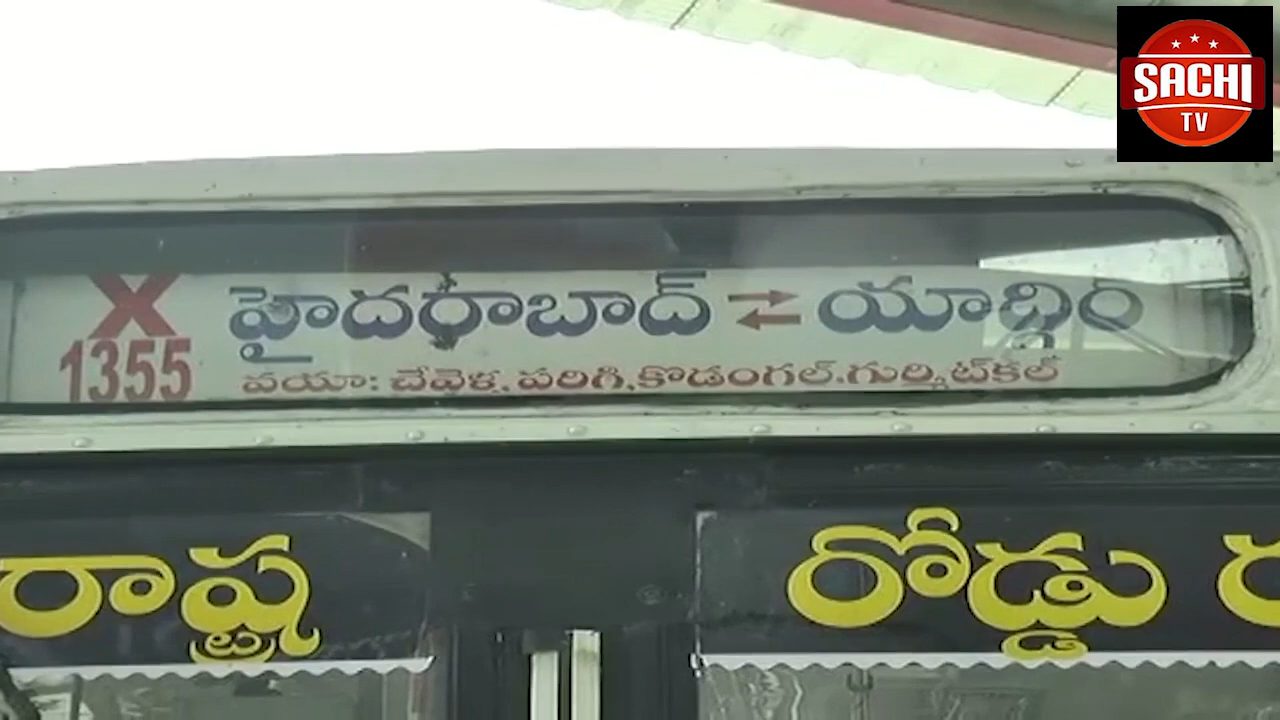 SACHI
TV
X
1355
హైదరాబాద్ ⇄ యాద్గిర్
వయా: చేవెళ్ల, పరిగి, కొడంగల్.గుర్మిట్‌కల్
రాష్ట్ర
రోడ్డు ర